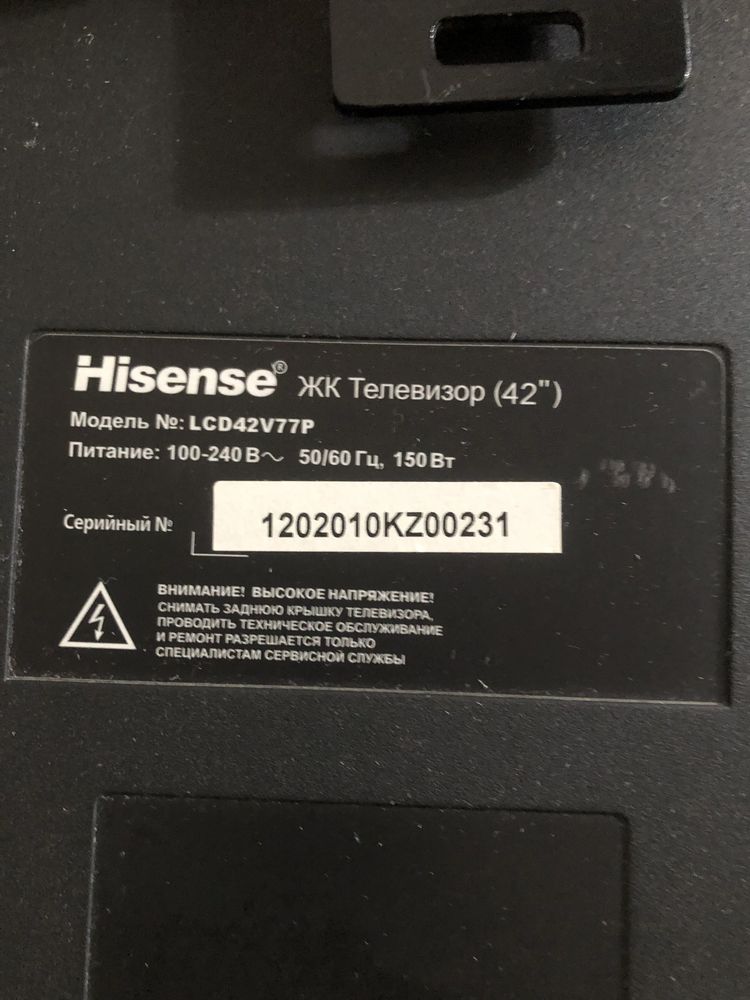 Hisense® ЖК Телевизор (42")
Модель №: LCD42V77P
Питание: 100-240 В~ 50/60 Гц, 150 Вт
Серийный № 1202010KZ00231
ВНИМАНИЕ! ВЫСОКОЕ НАПРЯЖЕНИЕ!
СНИМАТЬ ЗАДНЮЮ КРЫШКУ ТЕЛЕВИЗОРА,
ПРОВОДИТЬ ТЕХНИЧЕСКОЕ ОБСЛУЖИВАНИЕ
И РЕМОНТ РАЗРЕШАЕТСЯ ТОЛЬКО
СПЕЦИАЛИСТАМ СЕРВИСНОЙ СЛУЖБЫ